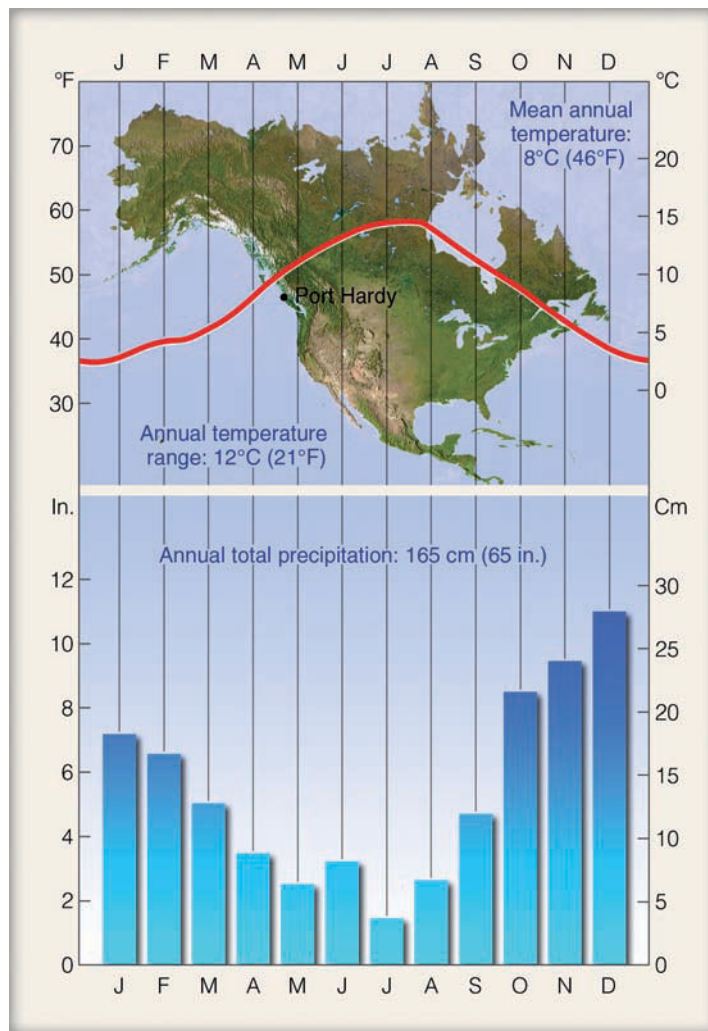 J F M A M J J A S O N D
°F °C
70
60
50
40
30
20
15
10
5
0
Mean annual
temperature:
8°C (46°F)
Port Hardy
Annual temperature
range: 12°C (21°F)
In. Cm
Annual total precipitation: 165 cm (65 in.)
12
10
8
6
4
2
0
30
25
20
15
10
5
0
J F M A M J J A S O N D